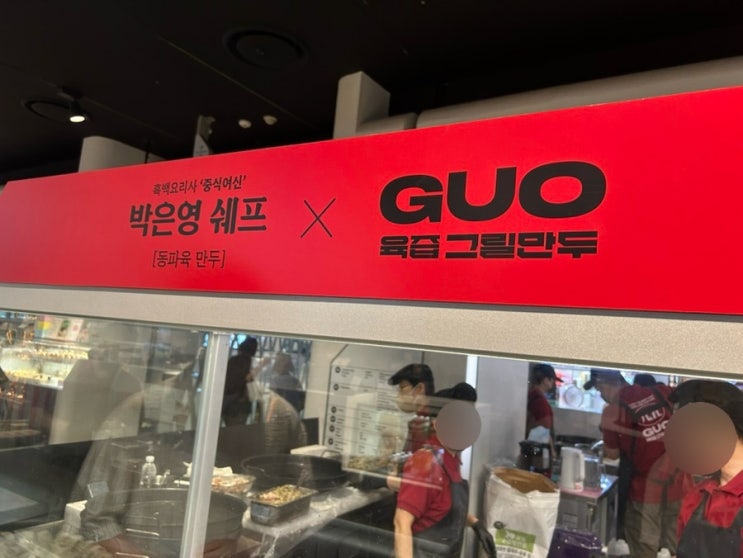 흑백요리사 '중식여신'
박은영 쉐프
[동파육 만두]
×
GUO
육즙 그릴만두
GUO